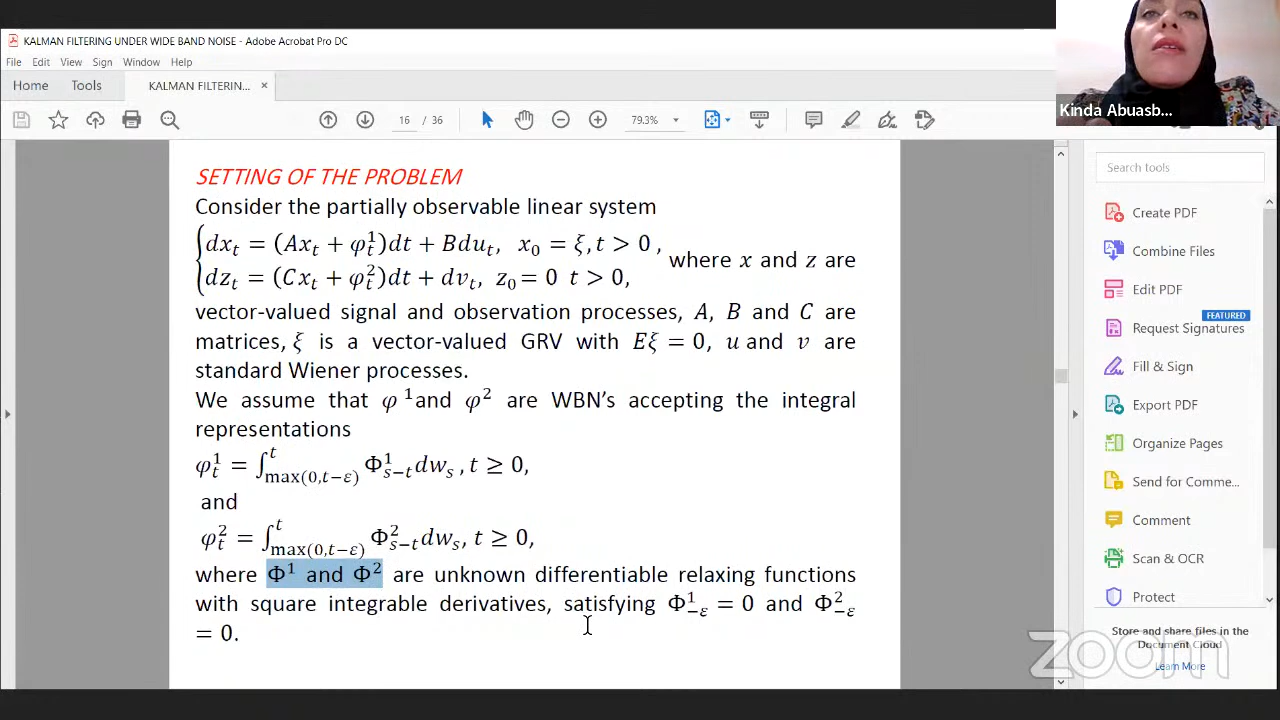 KALMAN FILTERING UNDER WIDE BAND NOISE - Adobe Acrobat Pro DC
File Edit View Sign Window Help
Home Tools KALMAN FILTERIN... ×
16 / 36 79.3%
Kinda Abuasb...
SETTING OF THE PROBLEM
Consider the partially observable linear system
{dx_t = (Ax_t + φ_t^1)dt + Bdu_t, x_0 = ξ, t > 0 ,
dz_t = (Cx_t + φ_t^2)dt + dv_t, z_0 = 0 t > 0, where x and z are
vector-valued signal and observation processes, A, B and C are
matrices, ξ is a vector-valued GRV with Eξ = 0, u and v are
standard Wiener processes.
We assume that φ^1 and φ^2 are WBN's accepting the integral
representations
φ_t^1 = ∫_{max(0,t−ε)}^t Φ_{s−t}^1 dw_s , t ≥ 0,
and
φ_t^2 = ∫_{max(0,t−ε)}^t Φ_{s−t}^2 dw_s, t ≥ 0,
where Φ^1 and Φ^2 are unknown differentiable relaxing functions
with square integrable derivatives, satisfying Φ_{−ε}^1 = 0 and Φ_{−ε}^2
= 0.
Search tools
Create PDF
Combine Files
Edit PDF
FEATURED
Request Signatures
Fill & Sign
Export PDF
Organize Pages
Send for Comme...
Comment
Scan & OCR
Protect
Store and share files in the
Document Cloud
Learn More
zoom